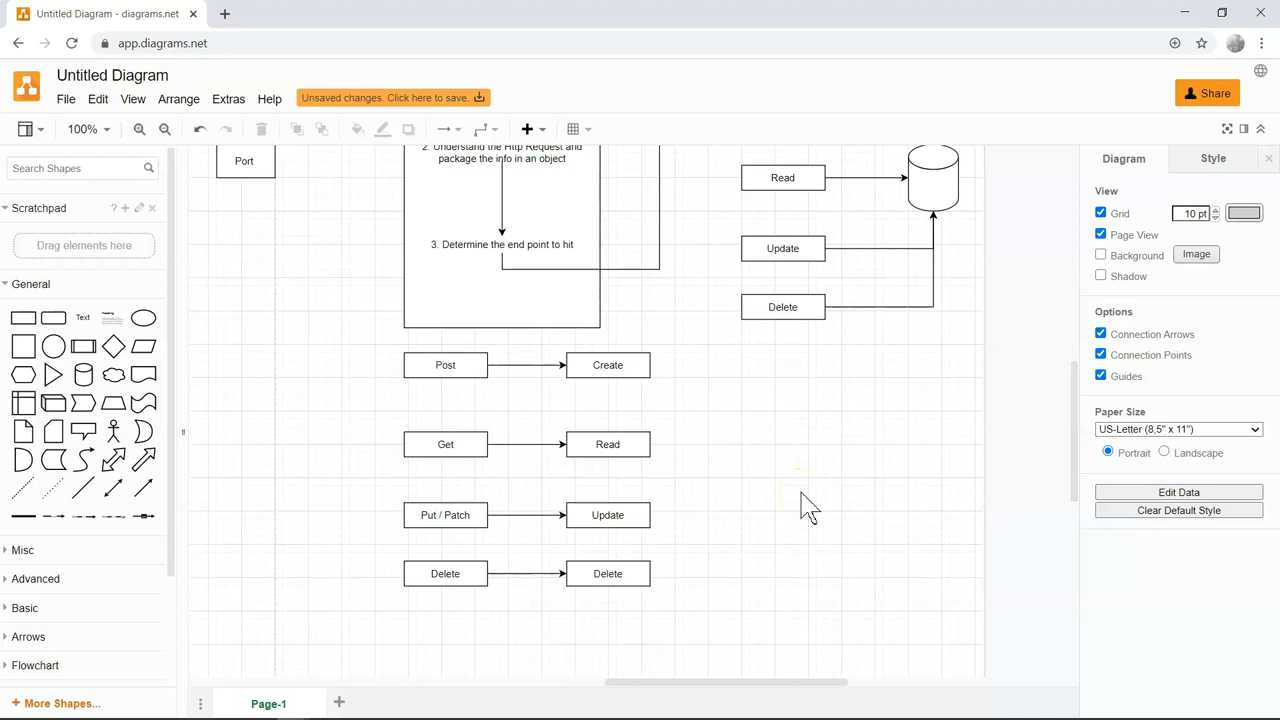 Untitled Diagram - diagrams.net
app.diagrams.net
Untitled Diagram
File Edit View Arrange Extras Help
Unsaved changes. Click here to save.
Share
100%
Search Shapes
Scratchpad
?
Drag elements here
General
Text
Heading
Misc
Advanced
Basic
Arrows
Flowchart
+ More Shapes...
Port
2. Understand the Http Request and
package the info in an object
3. Determine the end point to hit
Read
Update
Delete
Post
Create
Get
Read
Put / Patch
Update
Delete
Delete
Page-1
Diagram
Style
View
Grid
10 pt
Page View
Background
Image
Shadow
Options
Connection Arrows
Connection Points
Guides
Paper Size
US-Letter (8,5" x 11")
Portrait
Landscape
Edit Data
Clear Default Style